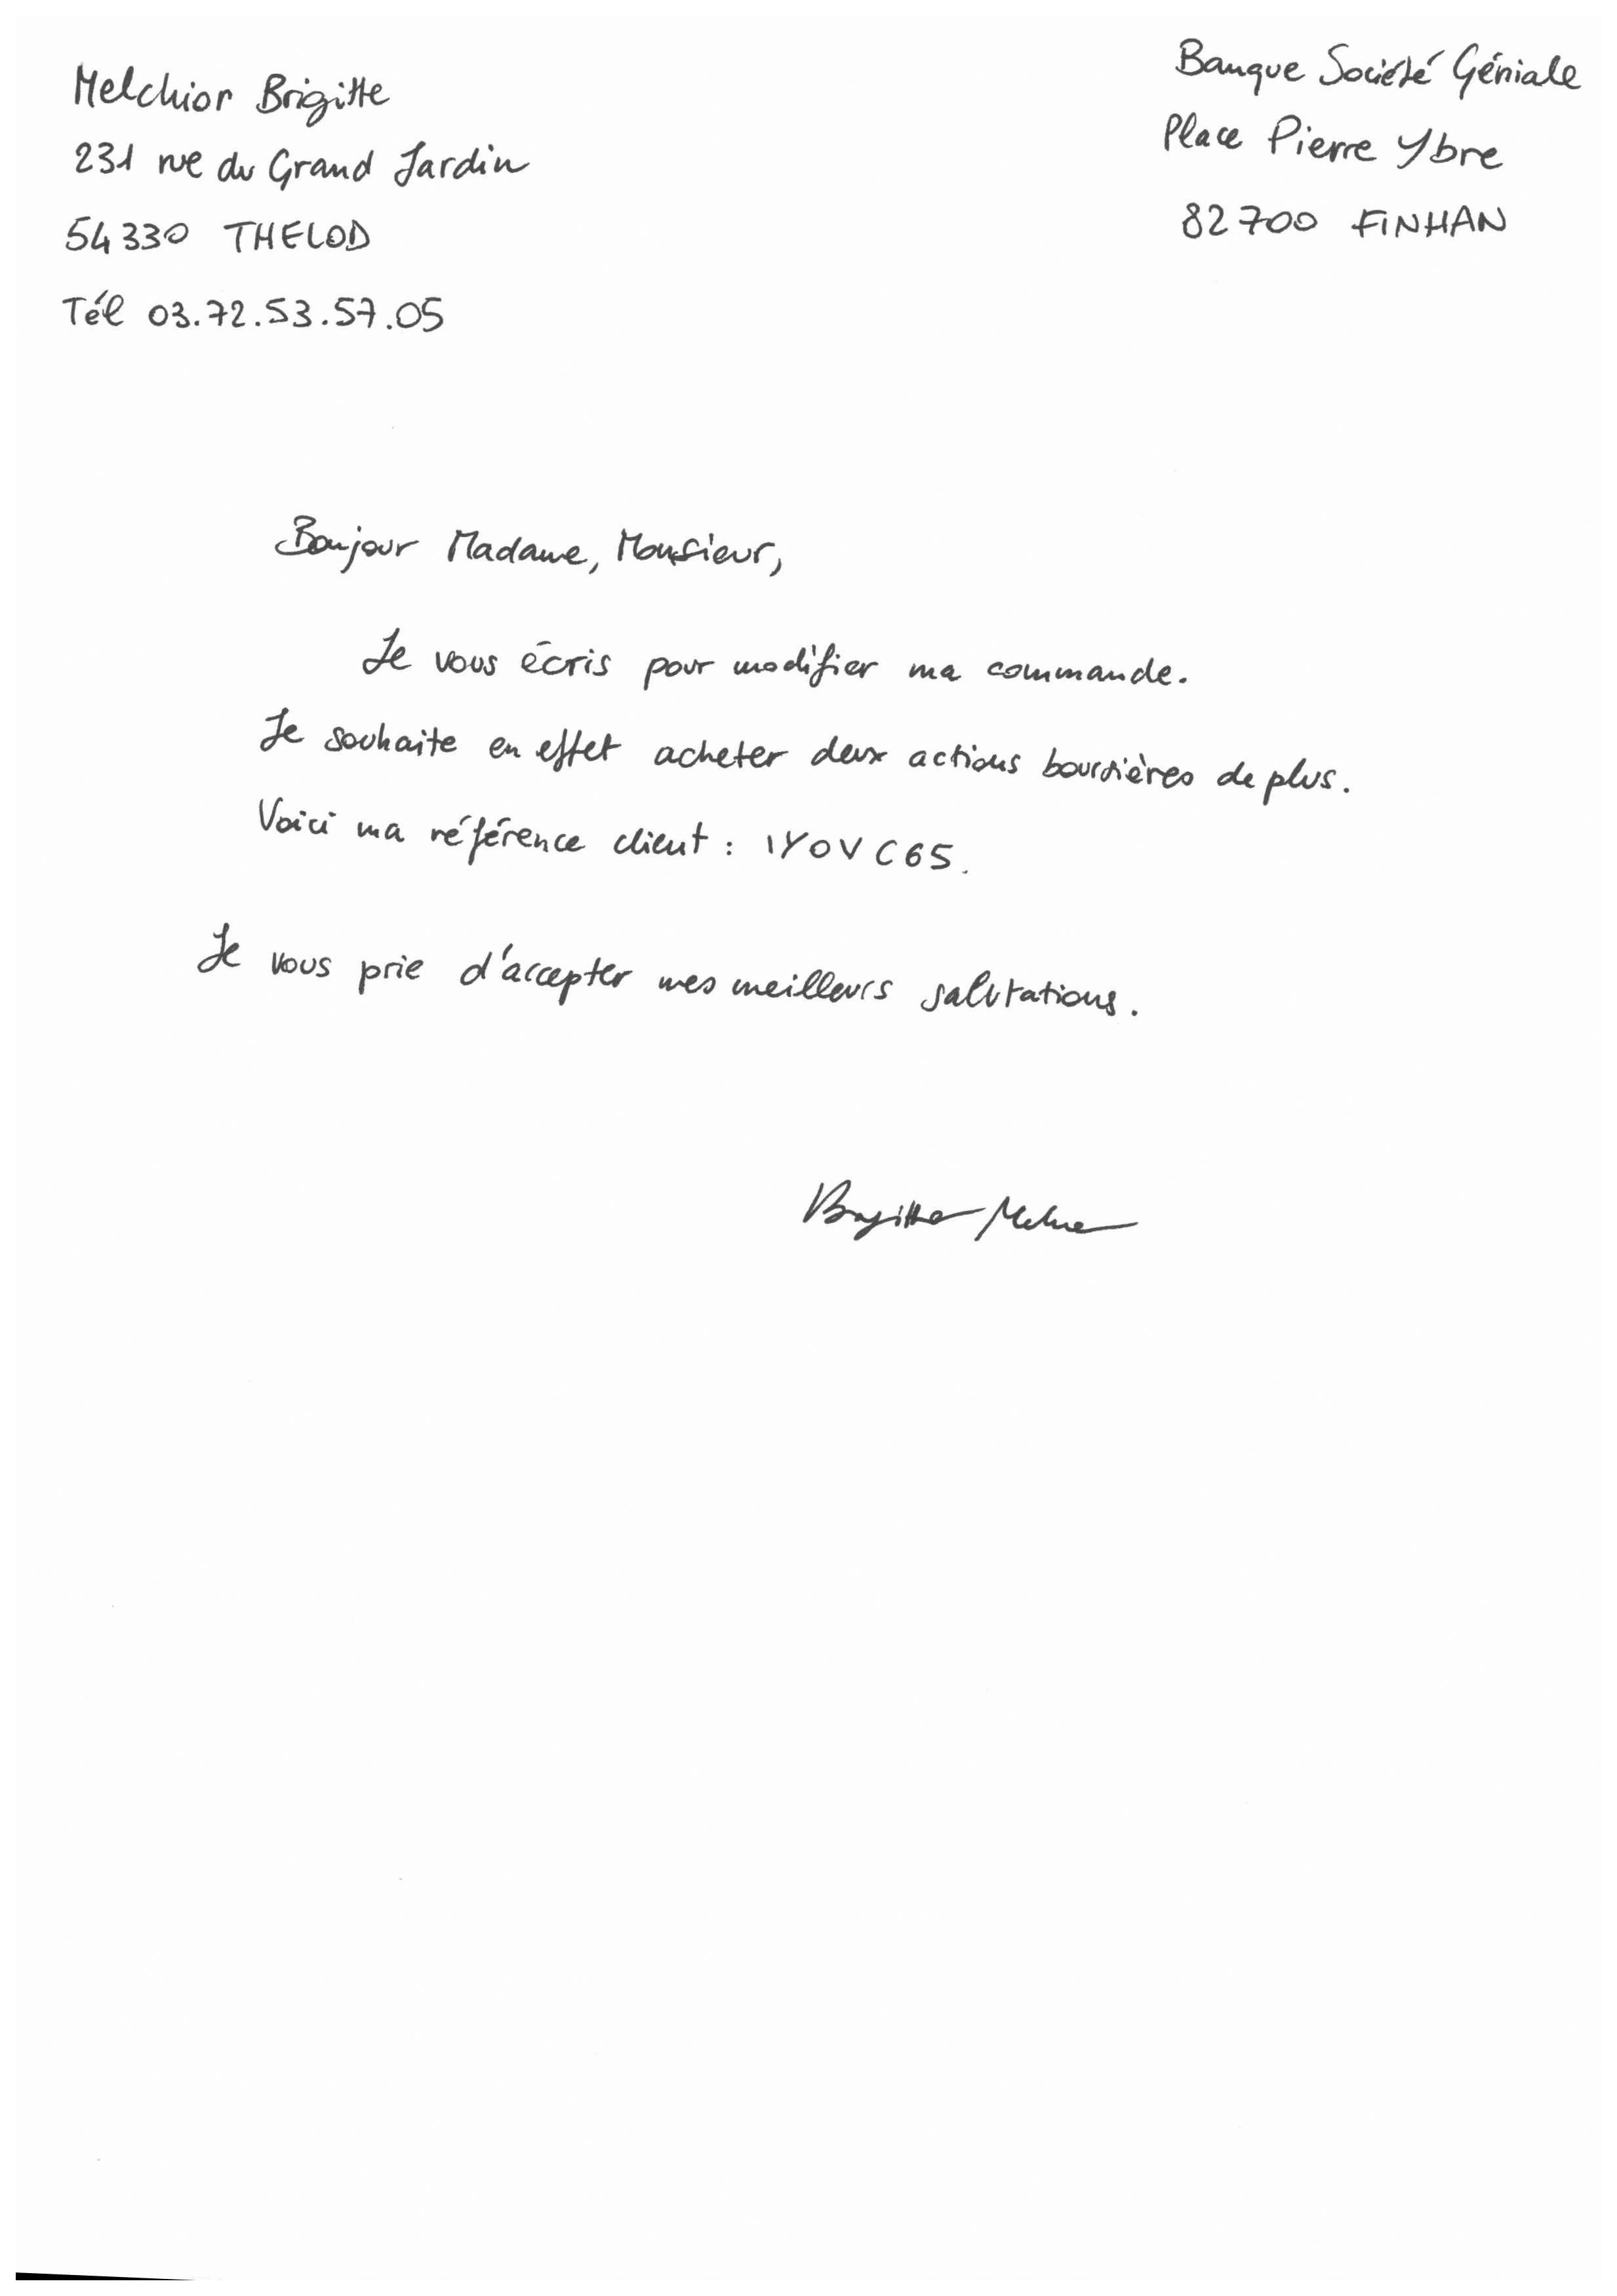 Melchior Brigitte
231 rue du Grand Jardin
54330 THELOD
Tél 03.72.53.57.05
Banque Société Géniale
Place Pierre Ybre
82700 FINHAN
Bonjour Madame, Monsieur,
Je vous écris pour modifier ma commande.
Je souhaite en effet acheter deux actions boursières de plus.
Voici ma référence client : IYOVC65.
Je vous prie d'accepter mes meilleurs salutations.
Brigitte